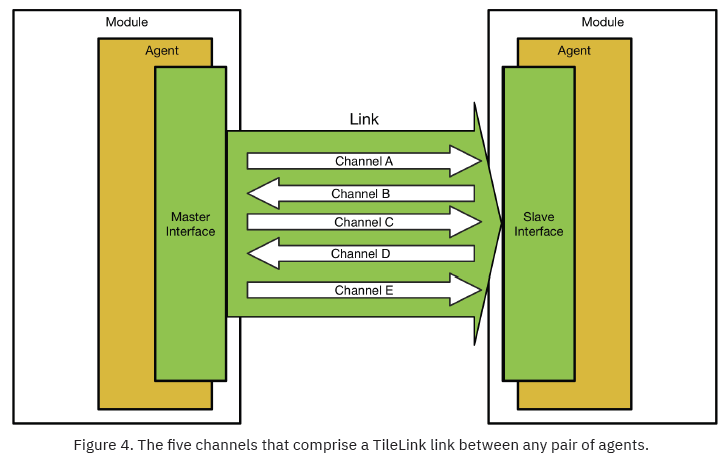 Module
Module
Agent
Agent
Link
Channel A
Channel B
Channel C
Channel D
Channel E
Master
Interface
Slave
Interface
Figure 4. The five channels that comprise a TileLink link between any pair of agents.